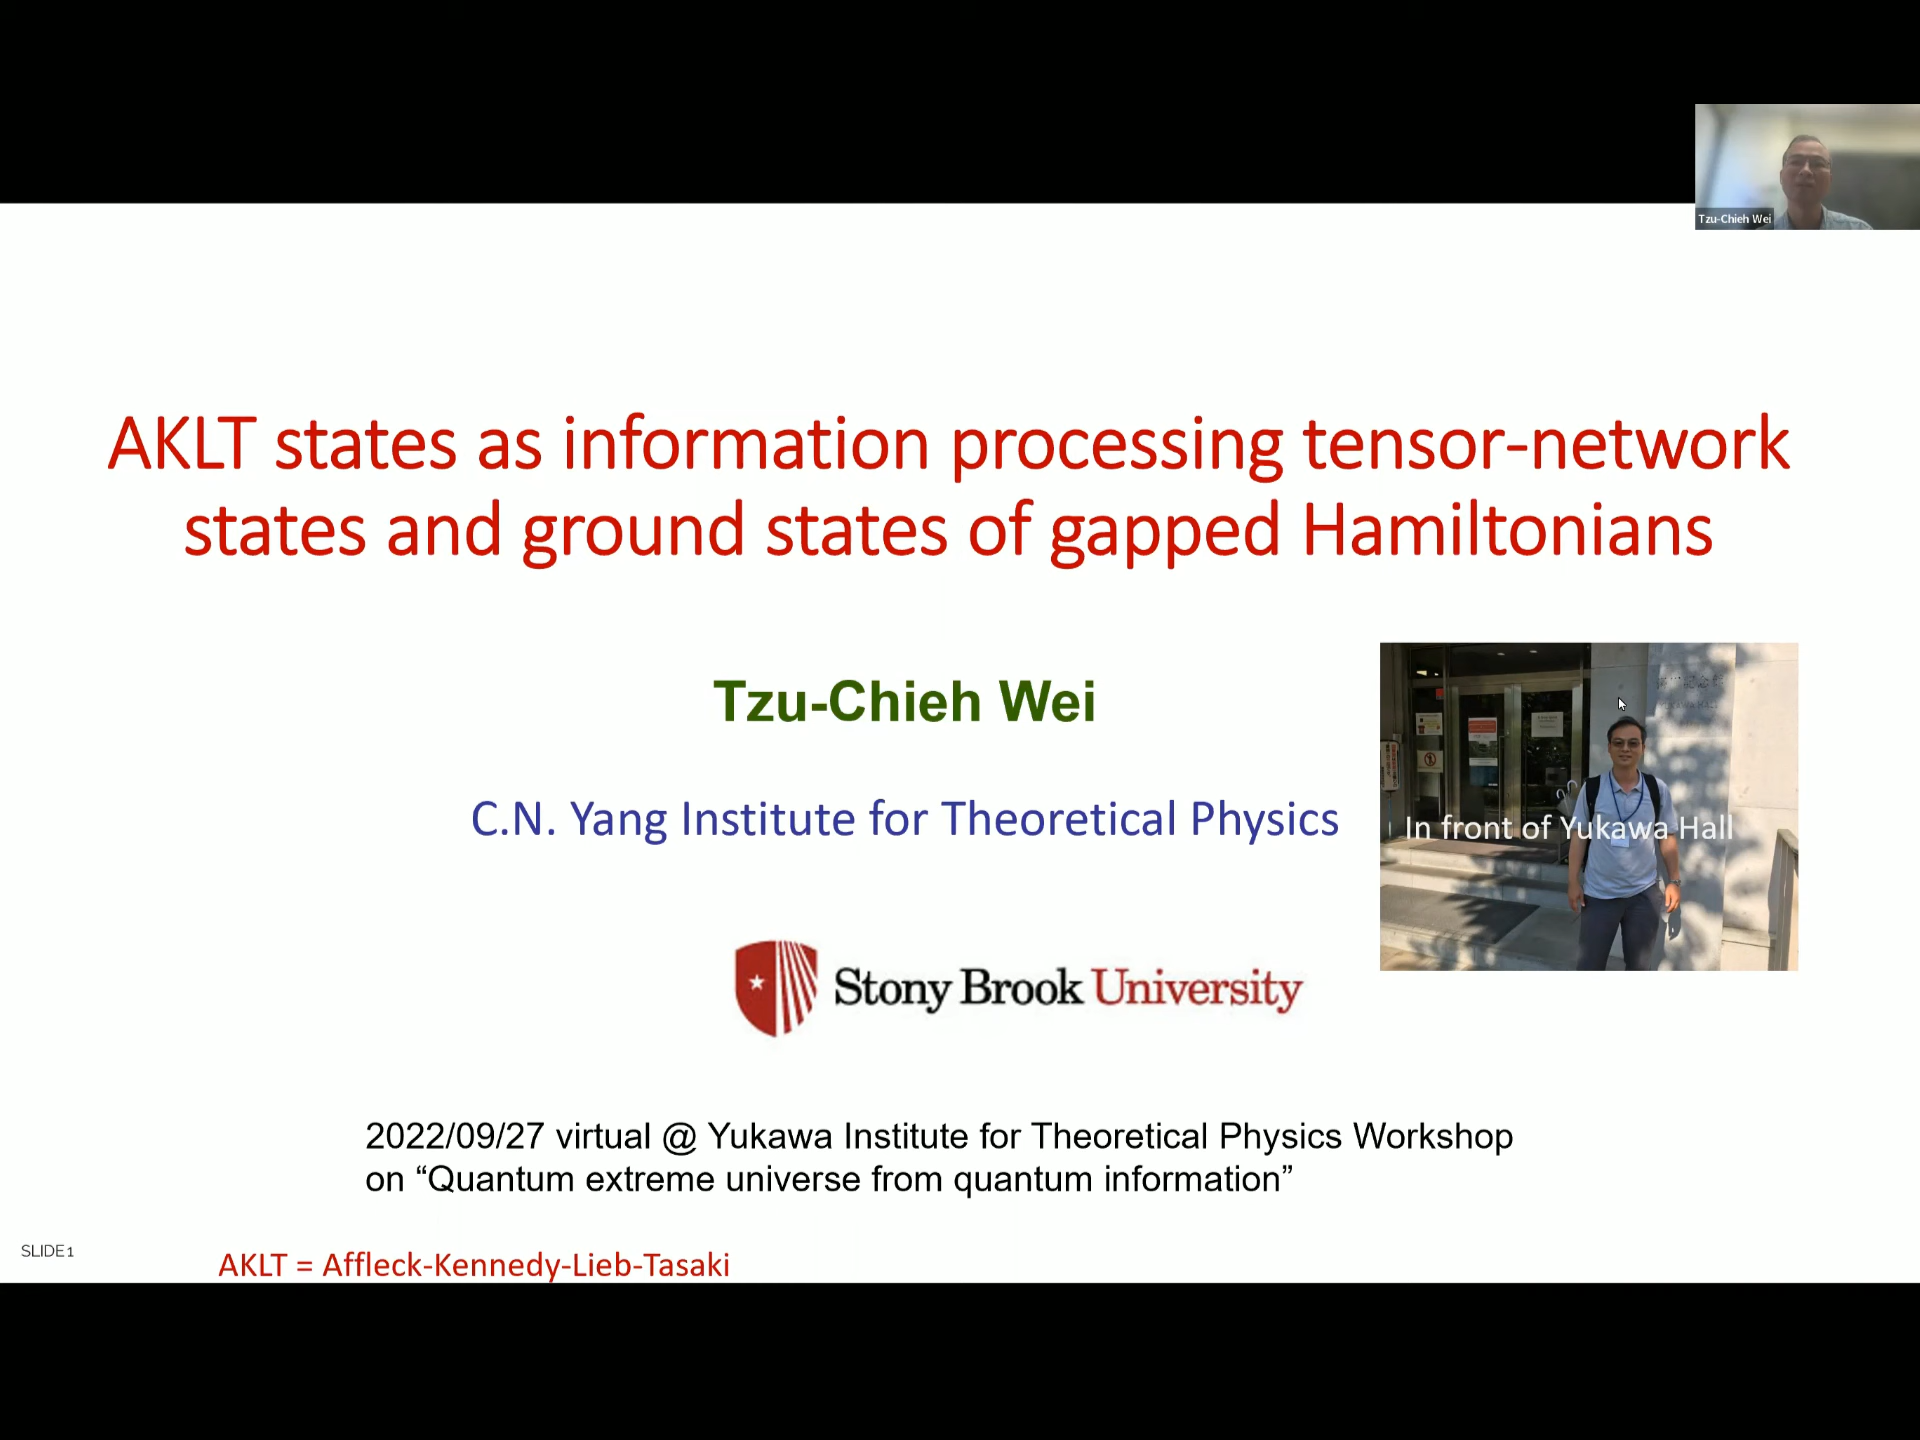 Tzu-Chieh Wei
AKLT states as information processing tensor-network
states and ground states of gapped Hamiltonians
Tzu-Chieh Wei
C.N. Yang Institute for Theoretical Physics
In front of Yukawa Hall
Stony Brook University
2022/09/27 virtual @ Yukawa Institute for Theoretical Physics Workshop
on “Quantum extreme universe from quantum information”
SLIDE1
AKLT = Affleck-Kennedy-Lieb-Tasaki